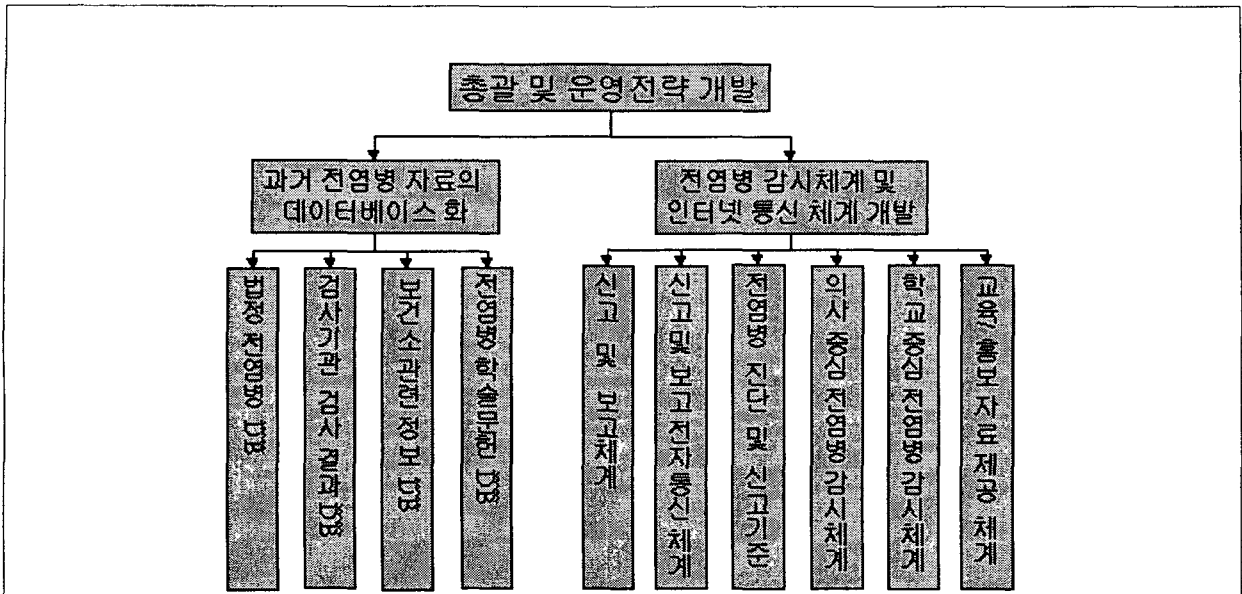 총괄 및 운영전략 개발
과거 전염병 자료의
데이터베이스 화
전염병 감시체계 및
인터넷 통신 체계 개발
법정 전염병 DB
검사기관 검사 결과 DB
보건소관련 정보 DB
전염병 학술문헌 DB
신고 및 보고체계
신고 및 보고 전자 통신 체계
전염병 진단 및 신고기준
의사 중심 전염병 감시체계
학교 중심 전염병 감시체계
교육/홍보 자료 제공 체계